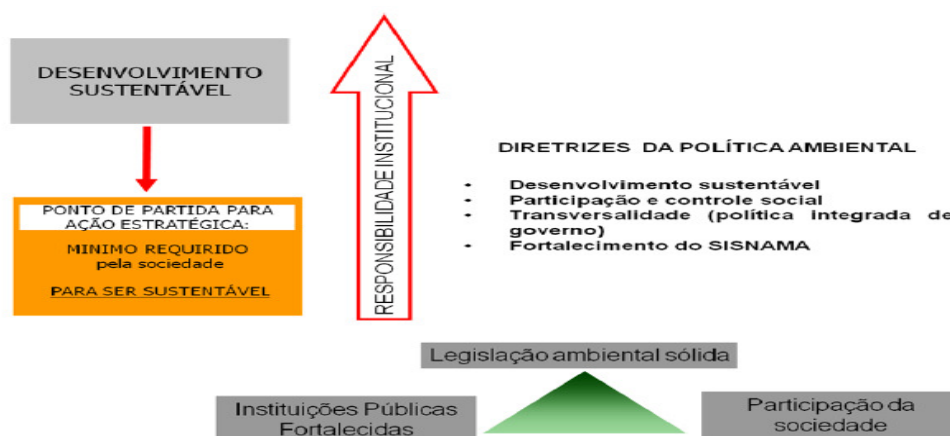 DESENVOLVIMENTO
SUSTENTÁVEL
PONTO DE PARTIDA PARA
AÇÃO ESTRATÉGICA:
MINIMO REQUIRIDO
pela sociedade
PARA SER SUSTENTÁVEL
RESPONSIBILIDADE INSTITUCIONAL
DIRETRIZES DA POLÍTICA AMBIENTAL
• Desenvolvimento sustentável
• Participação e controle social
• Transversalidade (política integrada de
governo)
• Fortalecimento do SISNAMA
Legislação ambiental sólida
Instituições Públicas
Fortalecidas
Participação da
sociedade